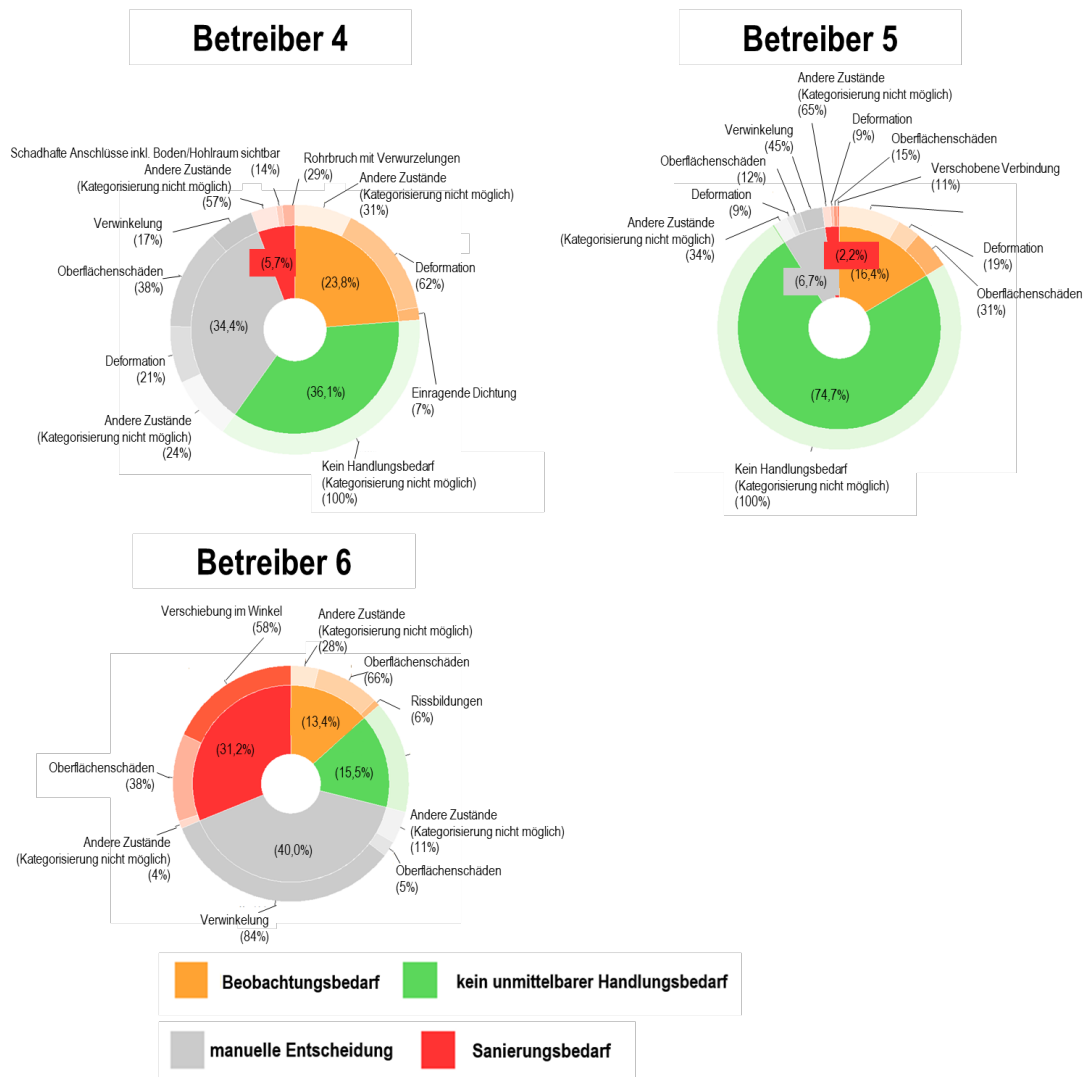 Betreiber 4
Schadhafte Anschlüsse inkl. Boden/Hohlraum sichtbar
(14%)
Andere Zustände
(Kategorisierung nicht möglich)
(57%)
Rohrbruch mit Verwurzelungen
(29%)
Andere Zustände
(Kategorisierung nicht möglich)
(31%)
Verwinkelung
(17%)
Oberflächenschäden
(38%)
Deformation
(62%)
(5,7%)
(23,8%)
(34,4%)
(36,1%)
Deformation
(21%)
Einragende Dichtung
(7%)
Andere Zustände
(Kategorisierung nicht möglich)
(24%)
Kein Handlungsbedarf
(Kategorisierung nicht möglich)
(100%)
Betreiber 5
Andere Zustände
(Kategorisierung nicht möglich)
(65%)
Verwinkelung
(45%)
Deformation
(9%)
Oberflächenschäden
(15%)
Oberflächenschäden
(12%)
Verschobene Verbindung
(11%)
Deformation
(9%)
Andere Zustände
(Kategorisierung nicht möglich)
(34%)
Deformation
(19%)
Oberflächenschäden
(31%)
(2,2%)
(16,4%)
(6,7%)
(74,7%)
Kein Handlungsbedarf
(Kategorisierung nicht möglich)
(100%)
Betreiber 6
Verschiebung im Winkel
(58%)
Andere Zustände
(Kategorisierung nicht möglich)
(28%)
Oberflächenschäden
(66%)
Rissbildungen
(6%)
(13,4%)
(31,2%)
(15,5%)
(40,0%)
Oberflächenschäden
(38%)
Andere Zustände
(Kategorisierung nicht möglich)
(4%)
Andere Zustände
(Kategorisierung nicht möglich)
(11%)
Oberflächenschäden
(5%)
Verwinkelung
(84%)
Beobachtungsbedarf
kein unmittelbarer Handlungsbedarf
manuelle Entscheidung
Sanierungsbedarf